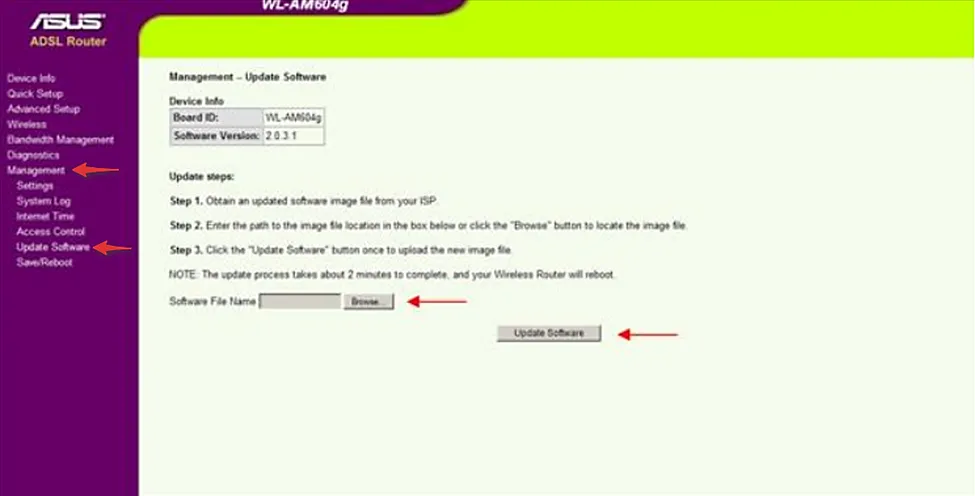 WL-AM604g
ASUS
ADSL Router
Device Info
Quick Setup
Advanced Setup
Wireless
Bandwidth Management
Diagnostics
Management
Settings
System Log
Internet Time
Access Control
Update Software
Save/Reboot
Management -- Update Software
Device Info
Board ID: WL-AM604g
Software Version: 2.0.3.1
Update steps:
Step 1. Obtain an updated software image file from your ISP.
Step 2. Enter the path to the image file location in the box below or click the "Browse" button to locate the image file.
Step 3. Click the "Update Software" button once to upload the new image file.
NOTE: The update process takes about 2 minutes to complete, and your Wireless Router will reboot.
Software File Name Browse...
Update Software